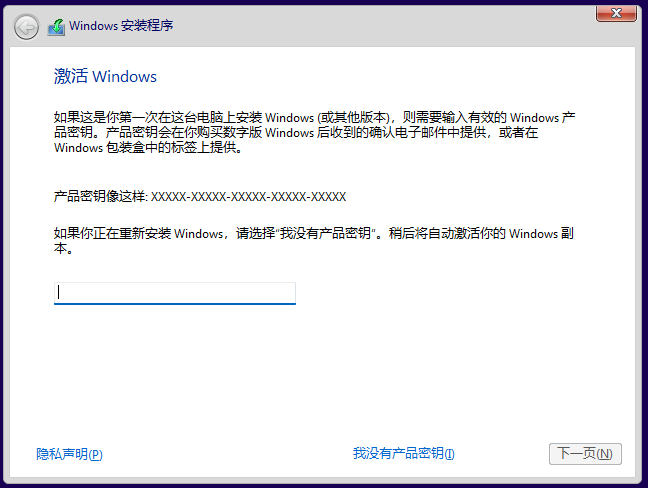 Windows 安装程序
激活 Windows
如果这是你第一次在这台电脑上安装 Windows (或其他版本)，则需要输入有效的 Windows 产
品密钥。产品密钥会在你购买数字版 Windows 后收到的确认电子邮件中提供，或者在
Windows 包装盒中的标签上提供。
产品密钥像这样: XXXXX-XXXXX-XXXXX-XXXXX-XXXXX
如果你正在重新安装 Windows，请选择"我没有产品密钥"。稍后将自动激活你的 Windows 副
本。
隐私声明(P)
我没有产品密钥(I)
下一页(N)